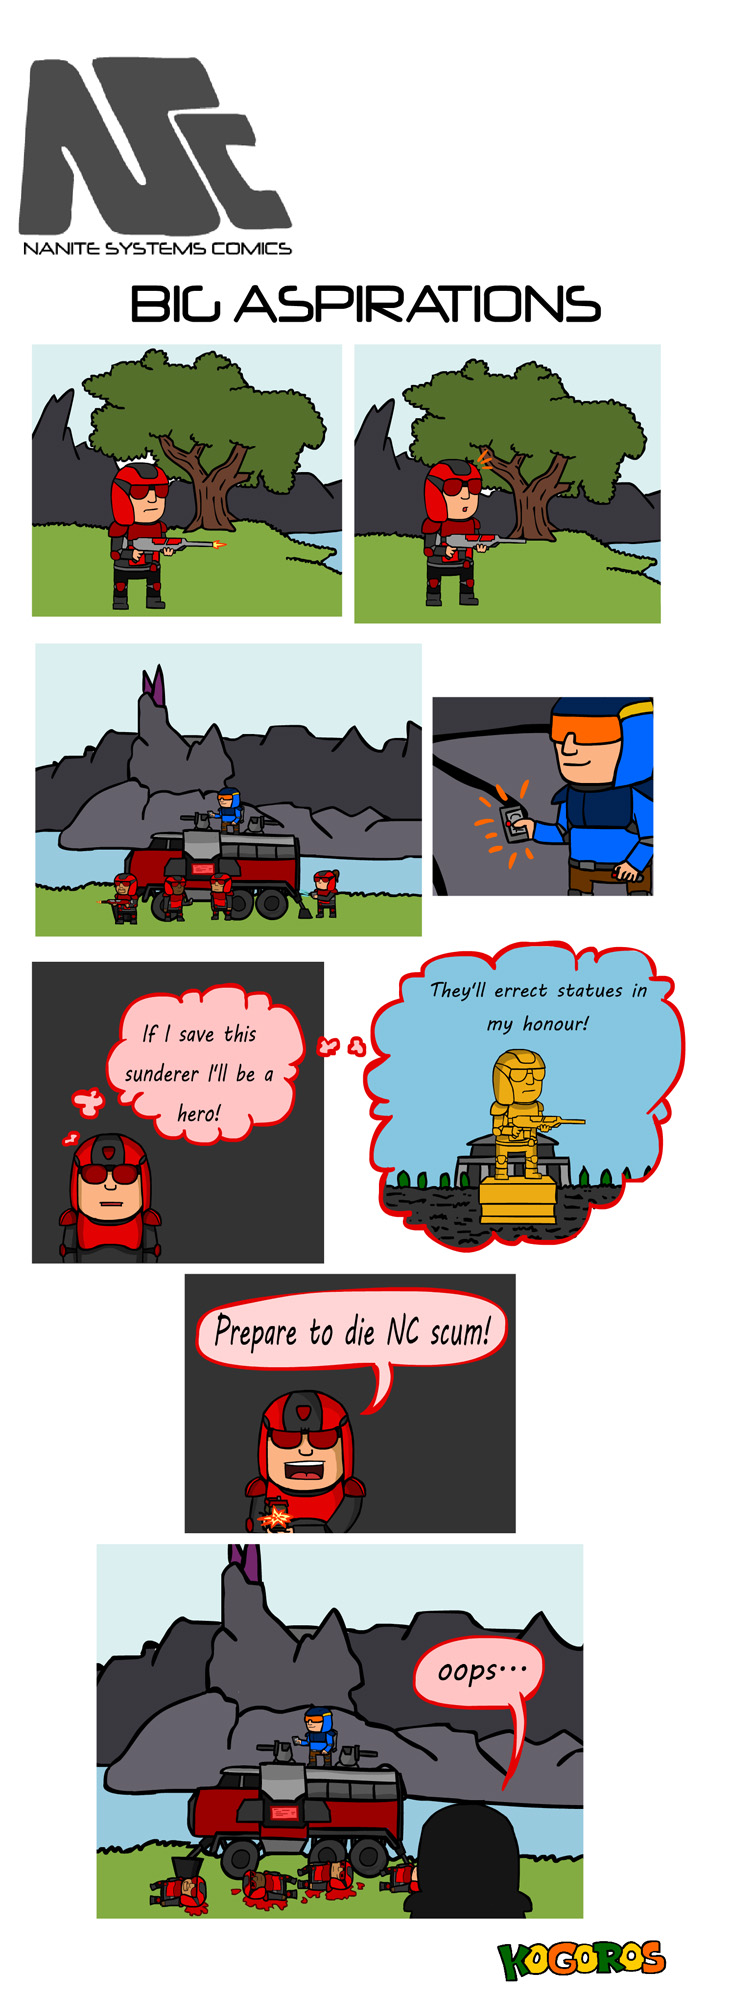 NSC
NANITE SYSTEMS COMICS
BIG ASPIRATIONS
If I save this
sunderer I'll be a
hero!
They'll errect statues in
my honour!
Prepare to die NC scum!
oops...
KOGOROS